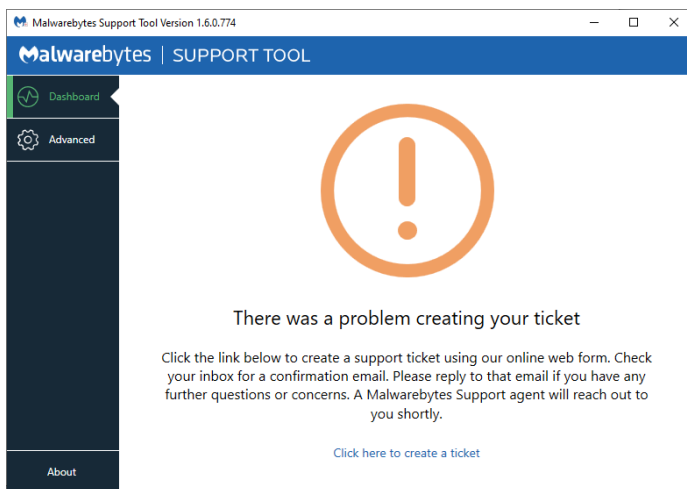 Malwarebytes Support Tool Version 1.6.0.774
Malwarebytes | SUPPORT TOOL
Dashboard
Advanced
There was a problem creating your ticket
Click the link below to create a support ticket using our online web form. Check
your inbox for a confirmation email. Please reply to that email if you have any
further questions or concerns. A Malwarebytes Support agent will reach out to
you shortly.
Click here to create a ticket
About